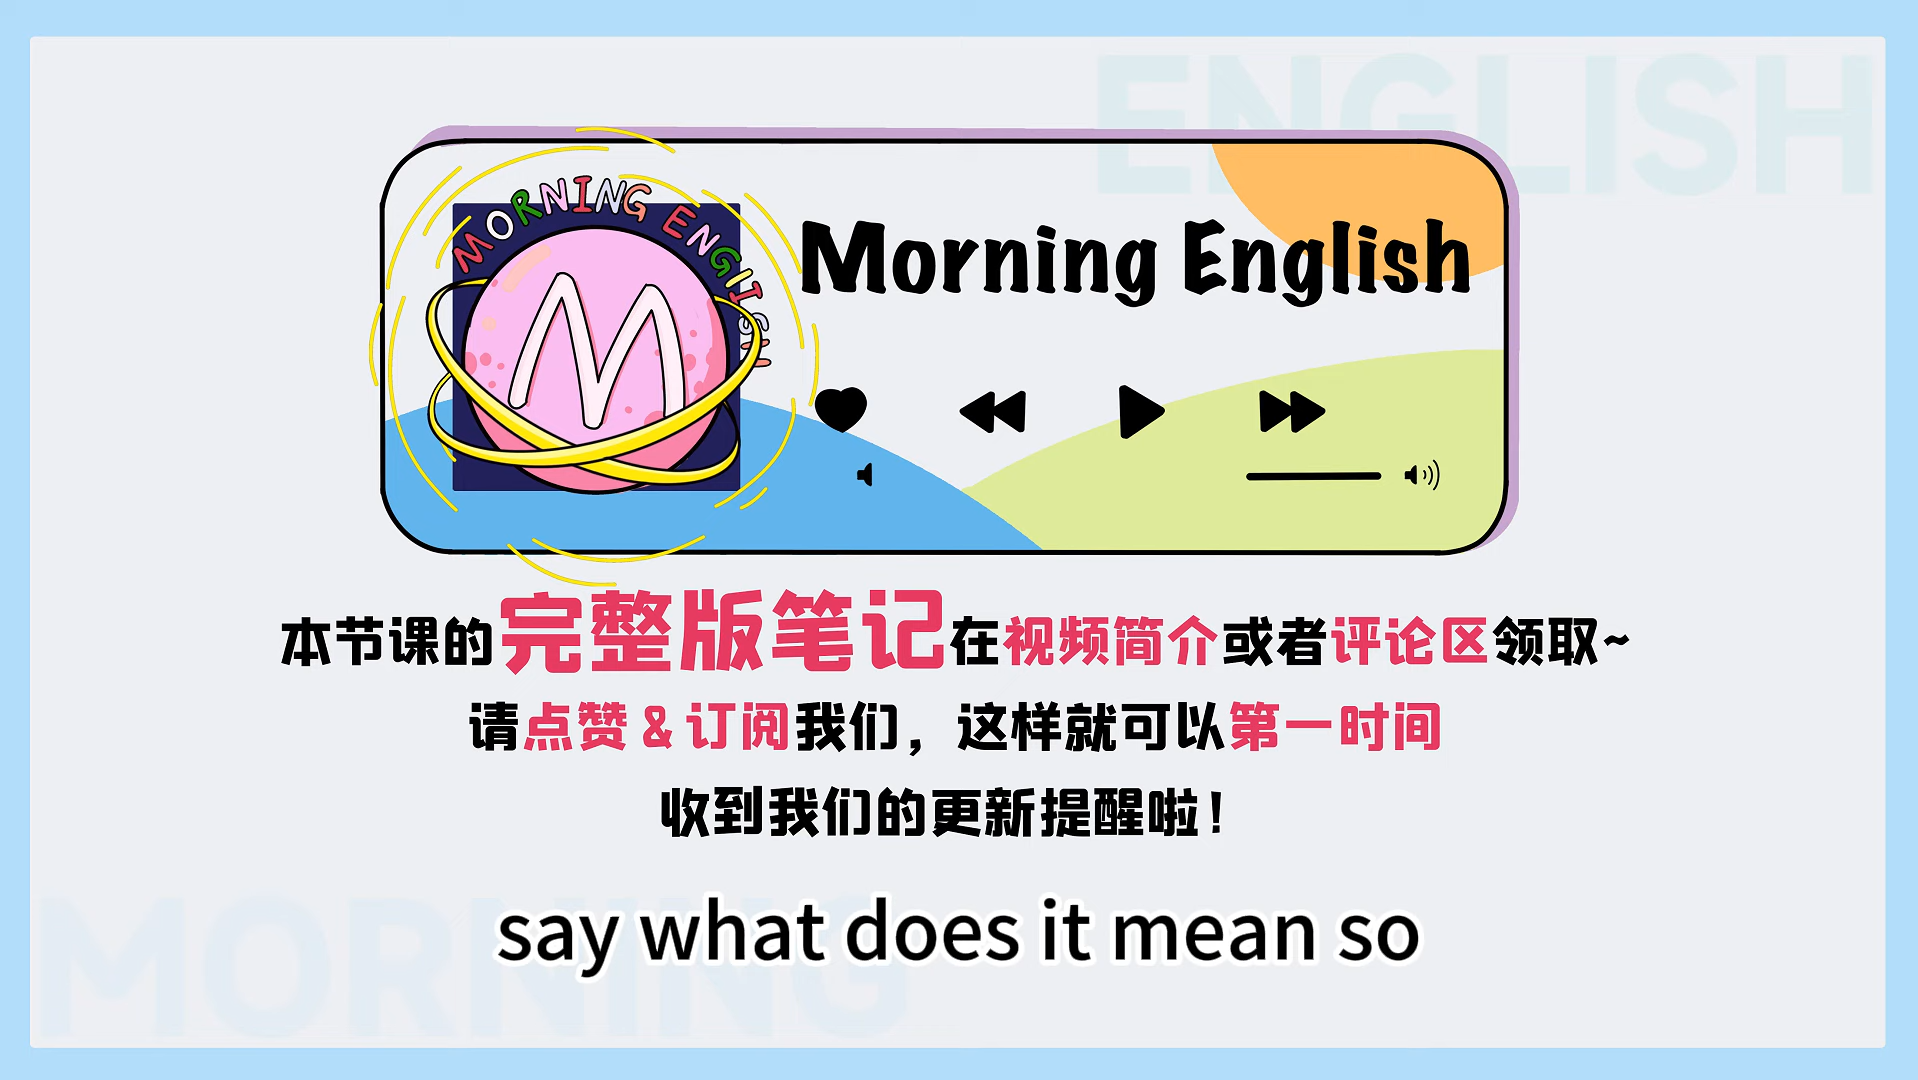 ENGLISH
MORNING ENGLISH
M
Morning English
本节课的完整版笔记在视频简介或者评论区领取~
请点赞&订阅我们，这样就可以第一时间
收到我们的更新提醒啦！
say what does it mean so
MORNING